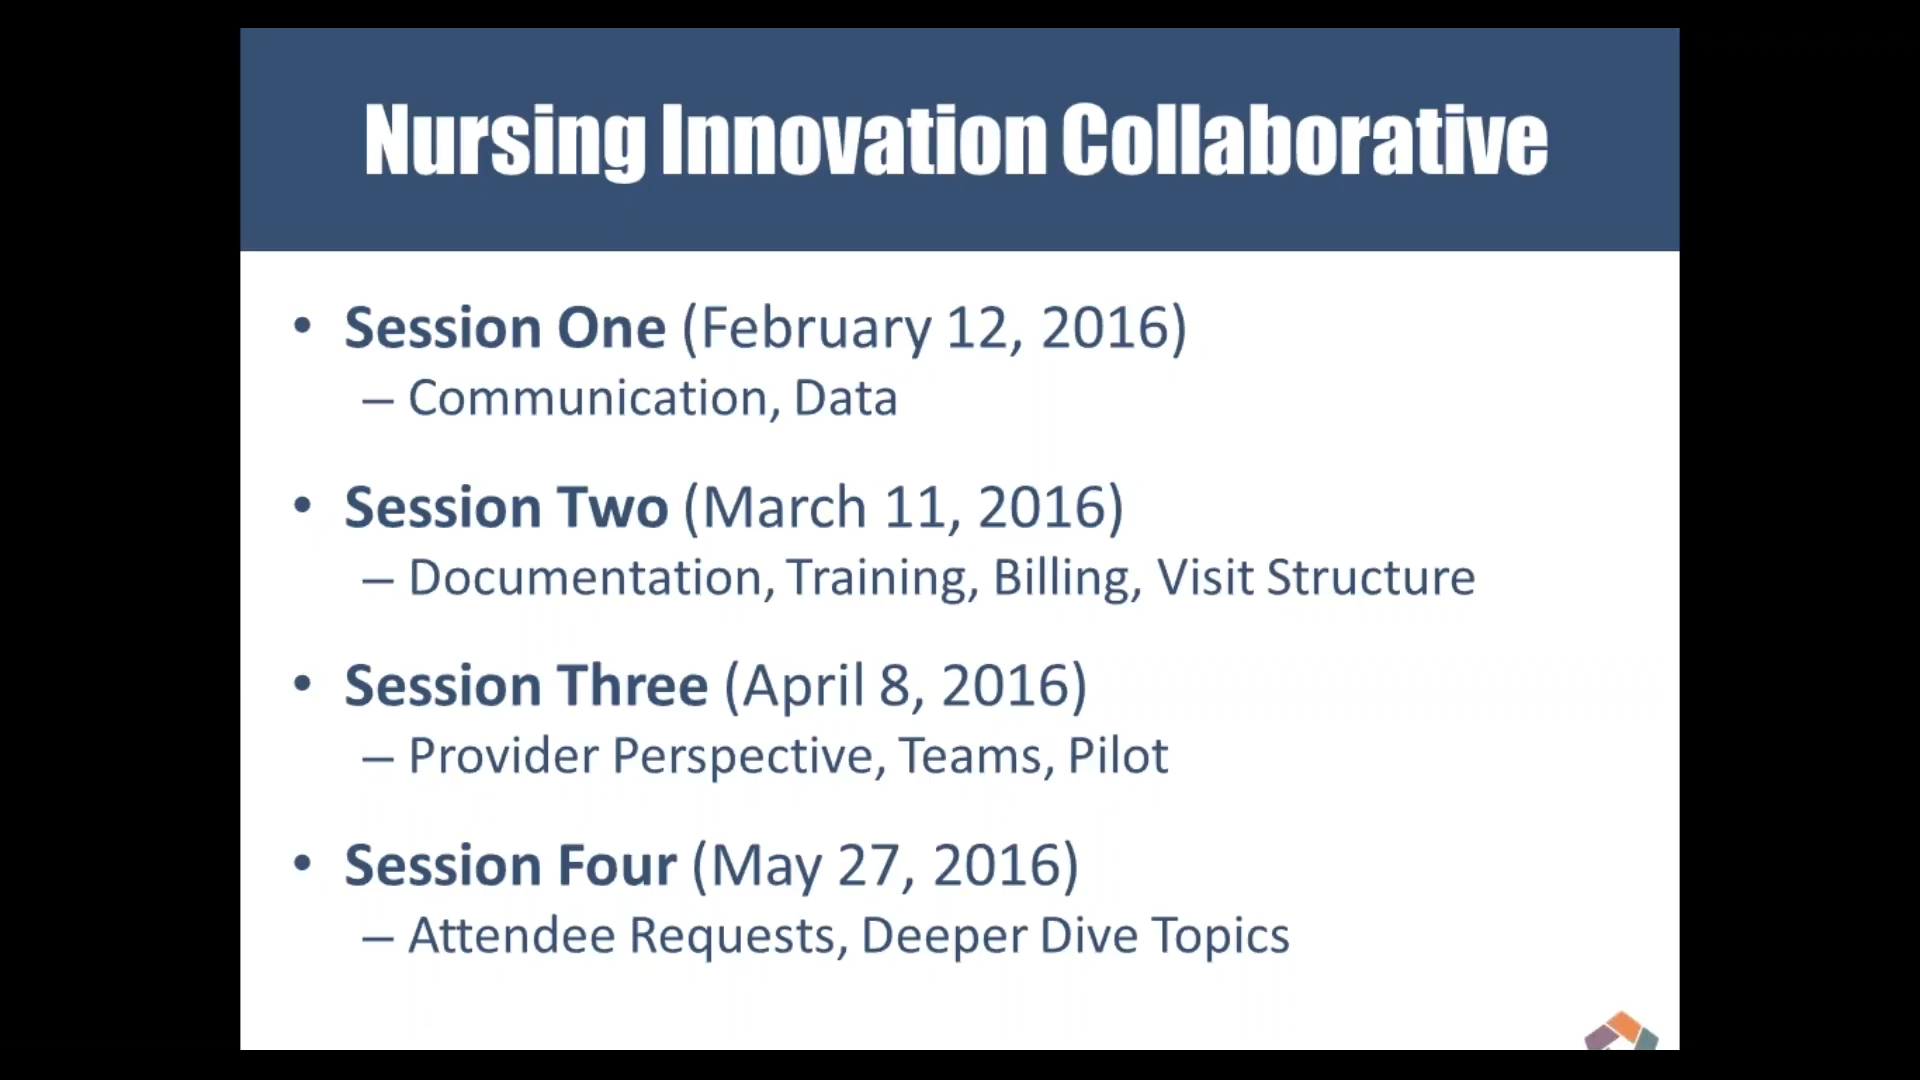 Nursing Innovation Collaborative
• Session One (February 12, 2016)
– Communication, Data
• Session Two (March 11, 2016)
– Documentation, Training, Billing, Visit Structure
• Session Three (April 8, 2016)
– Provider Perspective, Teams, Pilot
• Session Four (May 27, 2016)
– Attendee Requests, Deeper Dive Topics